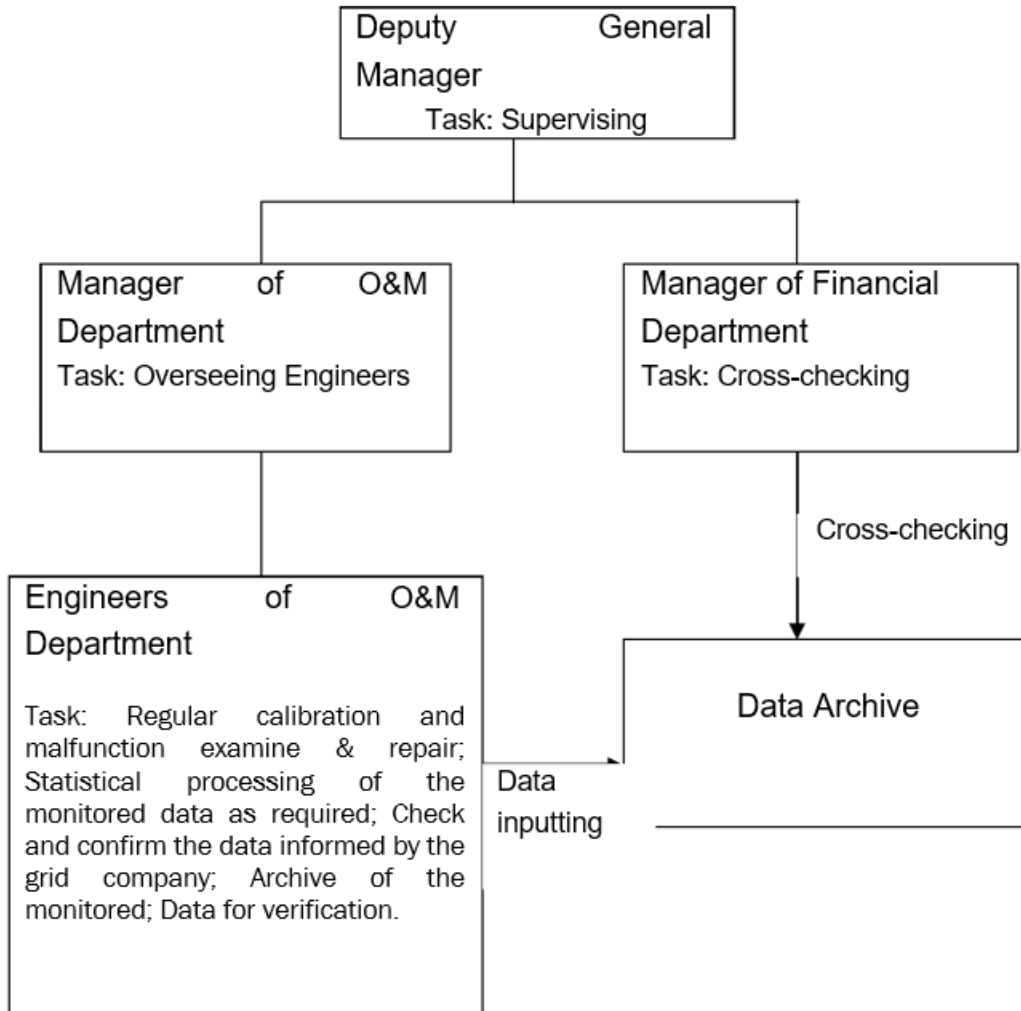 Deputy General
Manager
Task: Supervising
Manager of O&M
Department
Task: Overseeing Engineers
Manager of Financial
Department
Task: Cross-checking
Cross-checking
Engineers of O&M
Department
Task: Regular calibration and
malfunction examine & repair;
Statistical processing of the
monitored data as required; Check
and confirm the data informed by the
grid company; Archive of the
monitored; Data for verification.
Data
inputting
Data Archive